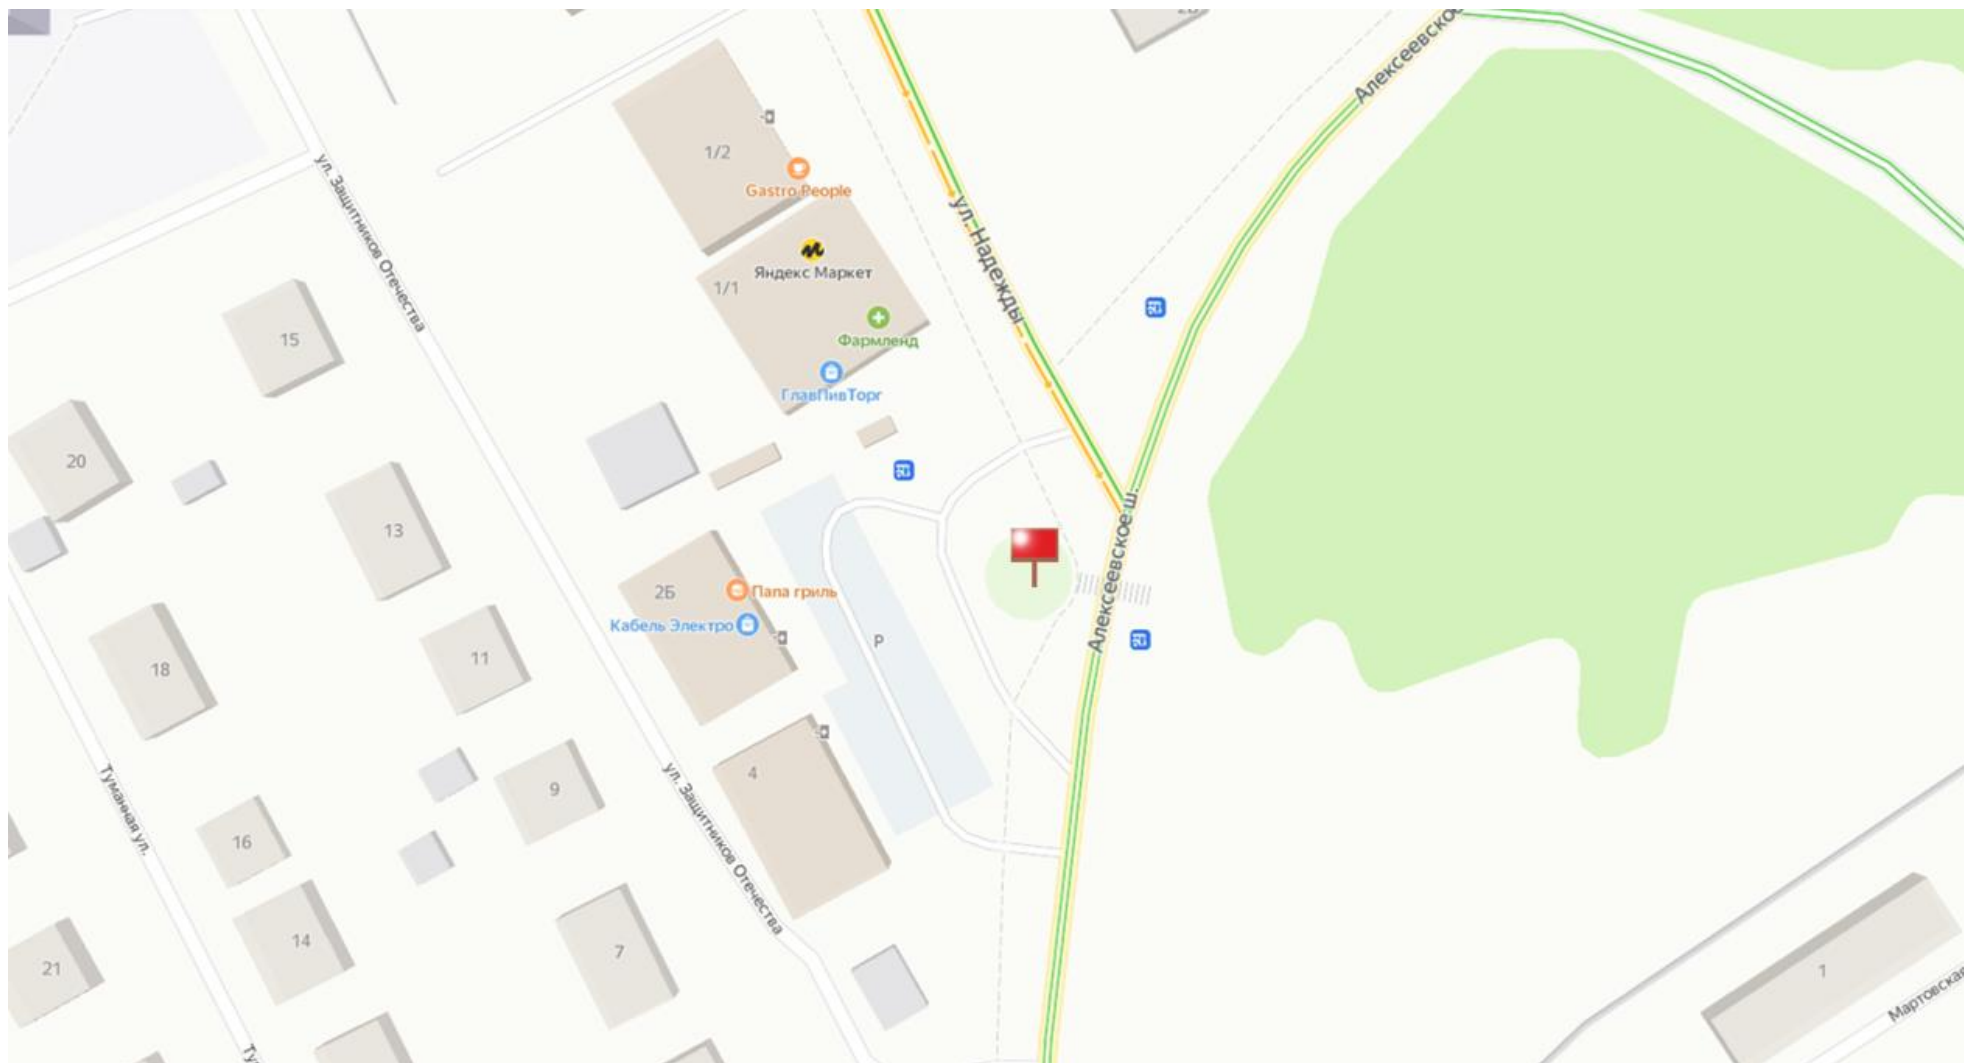 Алексеевское
1/2
Gastro People
ул. Защитников Отечества
ул. Надежды
Яндекс Маркет
1/1
Фармленд
15
ГлавПивТорг
20
13
Алексеевское ш.
2Б
Папа гриль
Кабель Электро
P
11
18
4
9
ул. Защитников Отечества
Туманная ул.
16
14
7
21
1
Мартовская